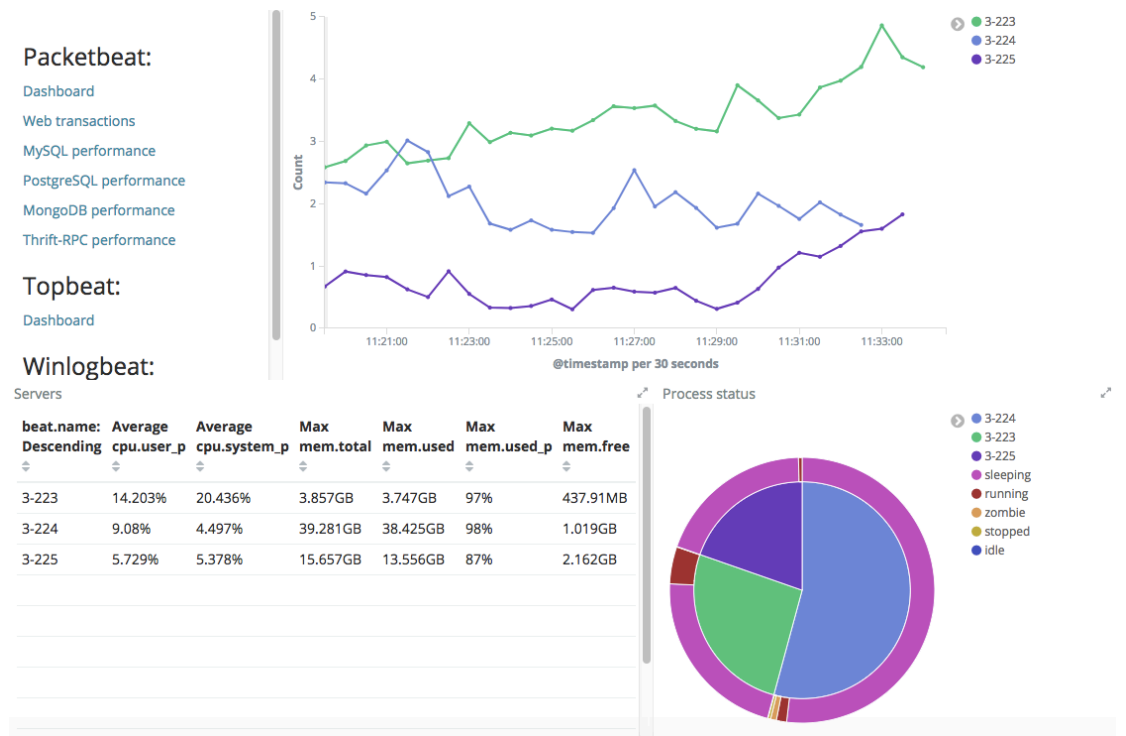 Packetbeat:
Dashboard
Web transactions
MySQL performance
PostgreSQL performance
MongoDB performance
Thrift-RPC performance
Topbeat:
Dashboard
Winlogbeat:
5
4
3
2
1
0
Count
11:21:00 11:23:00 11:25:00 11:27:00 11:29:00 11:31:00 11:33:00
@timestamp per 30 seconds
3-223
3-224
3-225
Servers
beat.name: Average Average Max Max Max Max
Descending cpu.user_p cpu.system_p mem.total mem.used mem.used_p mem.free
3-223 14.203% 20.436% 3.857GB 3.747GB 97% 437.91MB
3-224 9.08% 4.497% 39.281GB 38.425GB 98% 1.019GB
3-225 5.729% 5.378% 15.657GB 13.556GB 87% 2.162GB
Process status
3-224
3-223
3-225
sleeping
running
zombie
stopped
idle